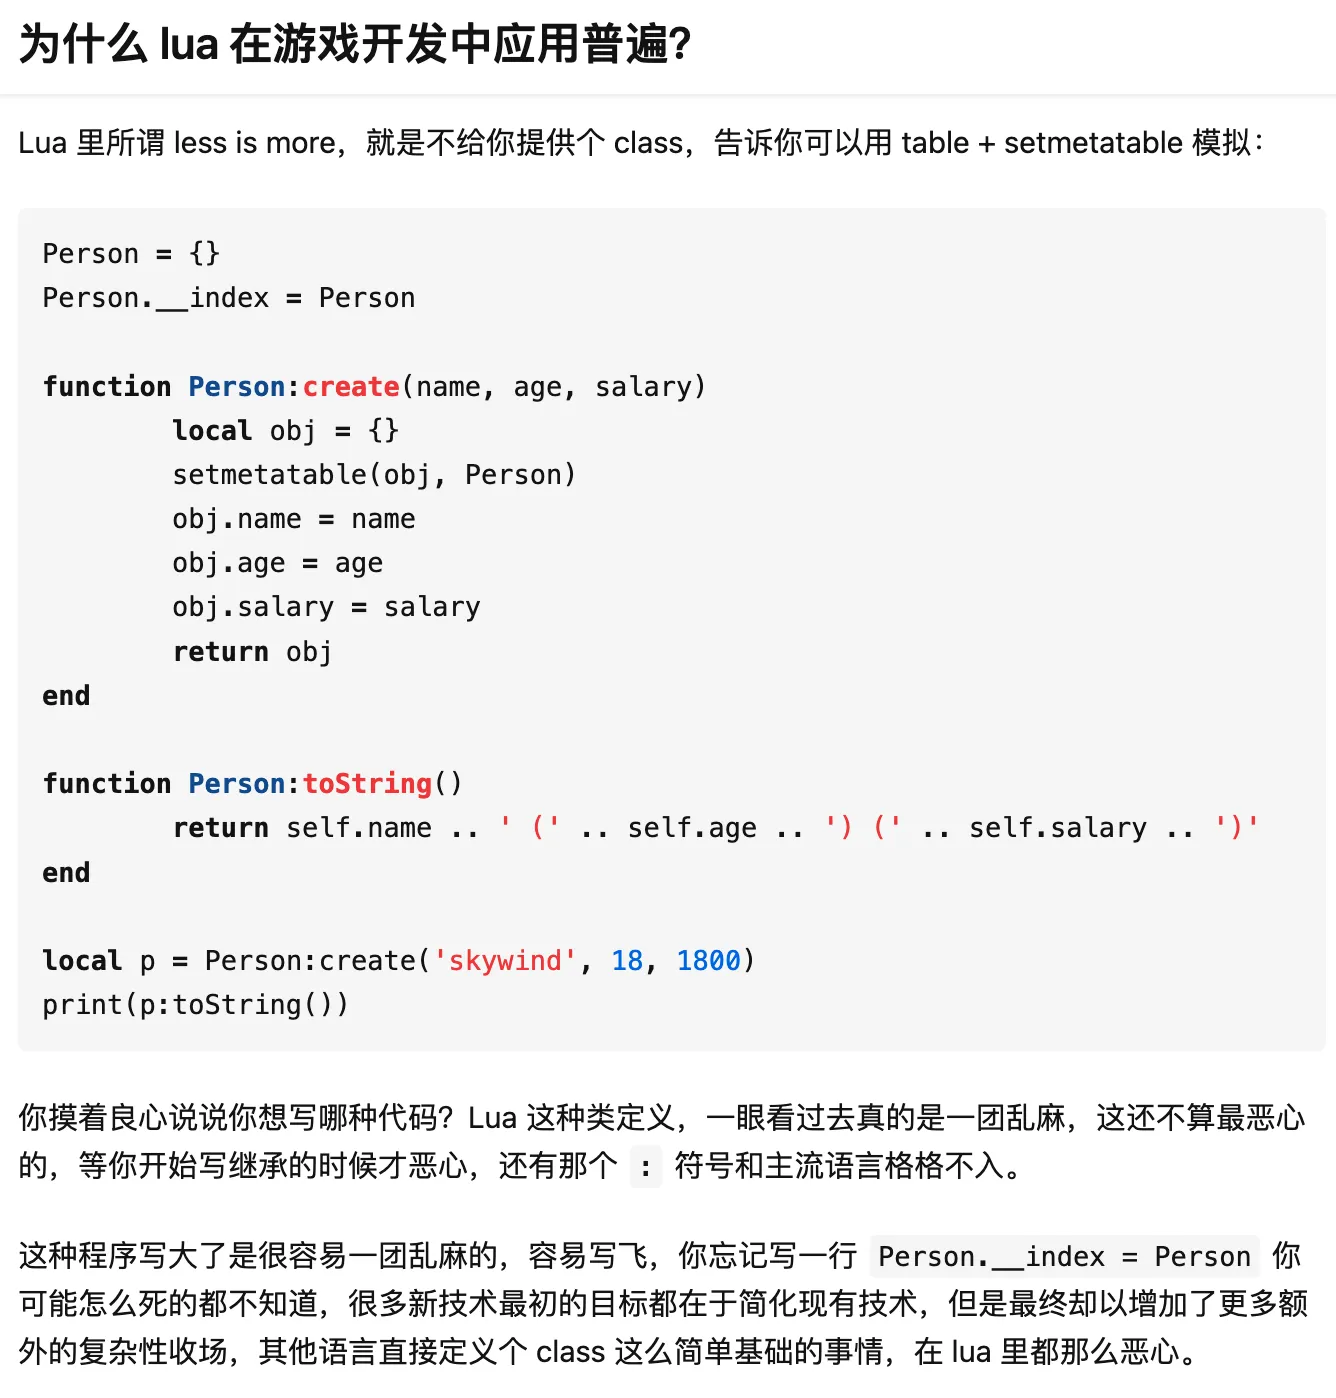 为什么 lua 在游戏开发中应用普遍?
Lua 里所谓 less is more，就是不给你提供个 class，告诉你可以用 table + setmetatable 模拟：
Person = {}
Person.__index = Person
function Person:create(name, age, salary)
        local obj = {}
        setmetatable(obj, Person)
        obj.name = name
        obj.age = age
        obj.salary = salary
        return obj
end
function Person:toString()
        return self.name .. ' (' .. self.age .. ') (' .. self.salary .. ')'
end
local p = Person:create('skywind', 18, 1800)
print(p:toString())
你摸着良心说说你想写哪种代码？Lua 这种类定义，一眼看过去真的是一团乱麻，这还不算最恶心
的，等你开始写继承的时候才恶心，还有那个 : 符号和主流语言格格不入。
这种程序写大了是很容易一团乱麻的，容易写飞，你忘记写一行 Person.__index = Person 你
可能怎么死的都不知道，很多新技术最初的目标都在于简化现有技术，但是最终却以增加了更多额
外的复杂性收场，其他语言直接定义个 class 这么简单基础的事情，在 lua 里都那么恶心。